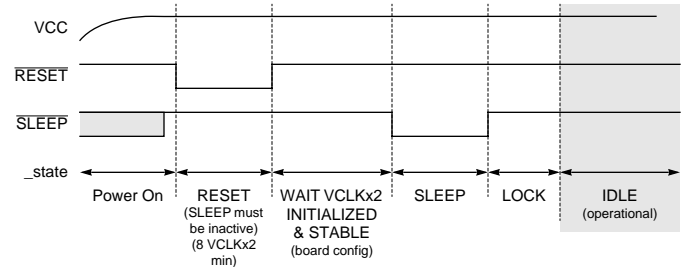 VCC
RESET
SLEEP
_state
Power On
RESET
(SLEEP must
be inactive)
(8 VCLKx2
min)
WAIT VCLKx2
INITIALIZED
& STABLE
(board config)
SLEEP
LOCK
IDLE
(operational)